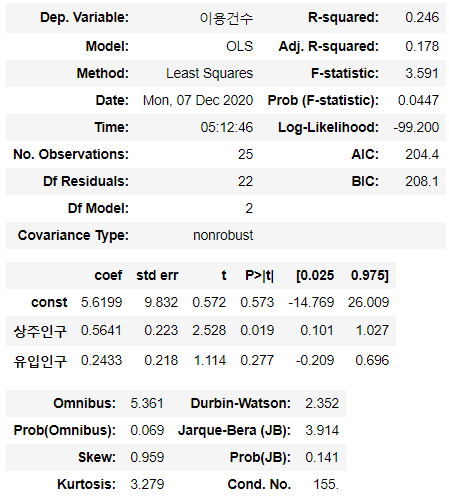 Dep. Variable: 이용건수 R-squared: 0.246
Model: OLS Adj. R-squared: 0.178
Method: Least Squares F-statistic: 3.591
Date: Mon, 07 Dec 2020 Prob (F-statistic): 0.0447
Time: 05:12:46 Log-Likelihood: -99.200
No. Observations: 25 AIC: 204.4
Df Residuals: 22 BIC: 208.1
Df Model: 2
Covariance Type: nonrobust
coef std err t P>|t| [0.025 0.975]
const 5.6199 9.832 0.572 0.573 -14.769 26.009
상주인구 0.5641 0.223 2.528 0.019 0.101 1.027
유입인구 0.2433 0.218 1.114 0.277 -0.209 0.696
Omnibus: 5.361 Durbin-Watson: 2.352
Prob(Omnibus): 0.069 Jarque-Bera (JB): 3.914
Skew: 0.959 Prob(JB): 0.141
Kurtosis: 3.279 Cond. No. 155.